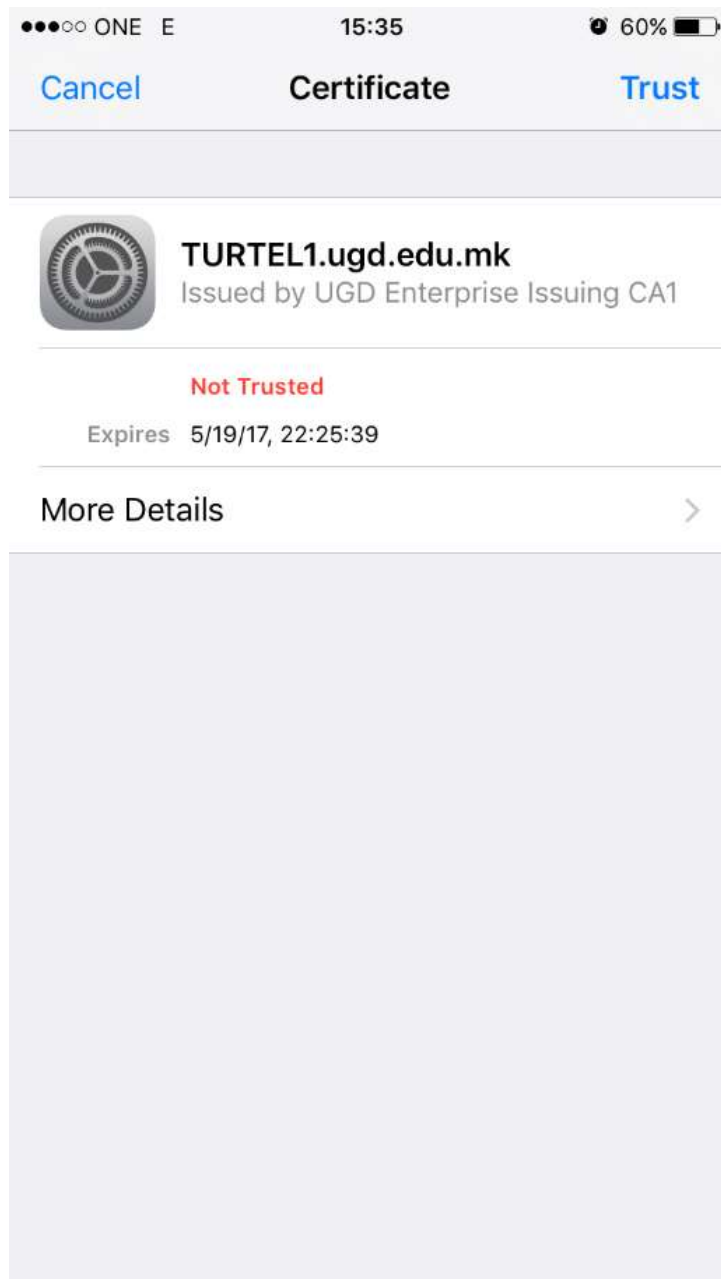 ONE E 15:35 60%
Cancel Certificate Trust
TURTEL1.ugd.edu.mk
Issued by UGD Enterprise Issuing CA1
Not Trusted
Expires 5/19/17, 22:25:39
More Details